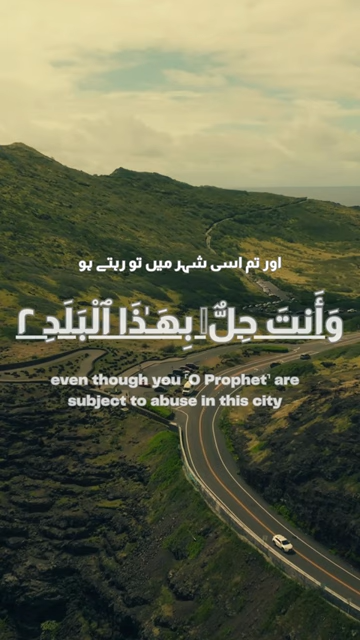 اور تم اسی شہر میں تو رہتے ہو
وَأَنتَ حِلٌّۢ بِهَـٰذَا ٱلْبَلَدِ ٢
even though you ˹O Prophet˺ are
subject to abuse in this city